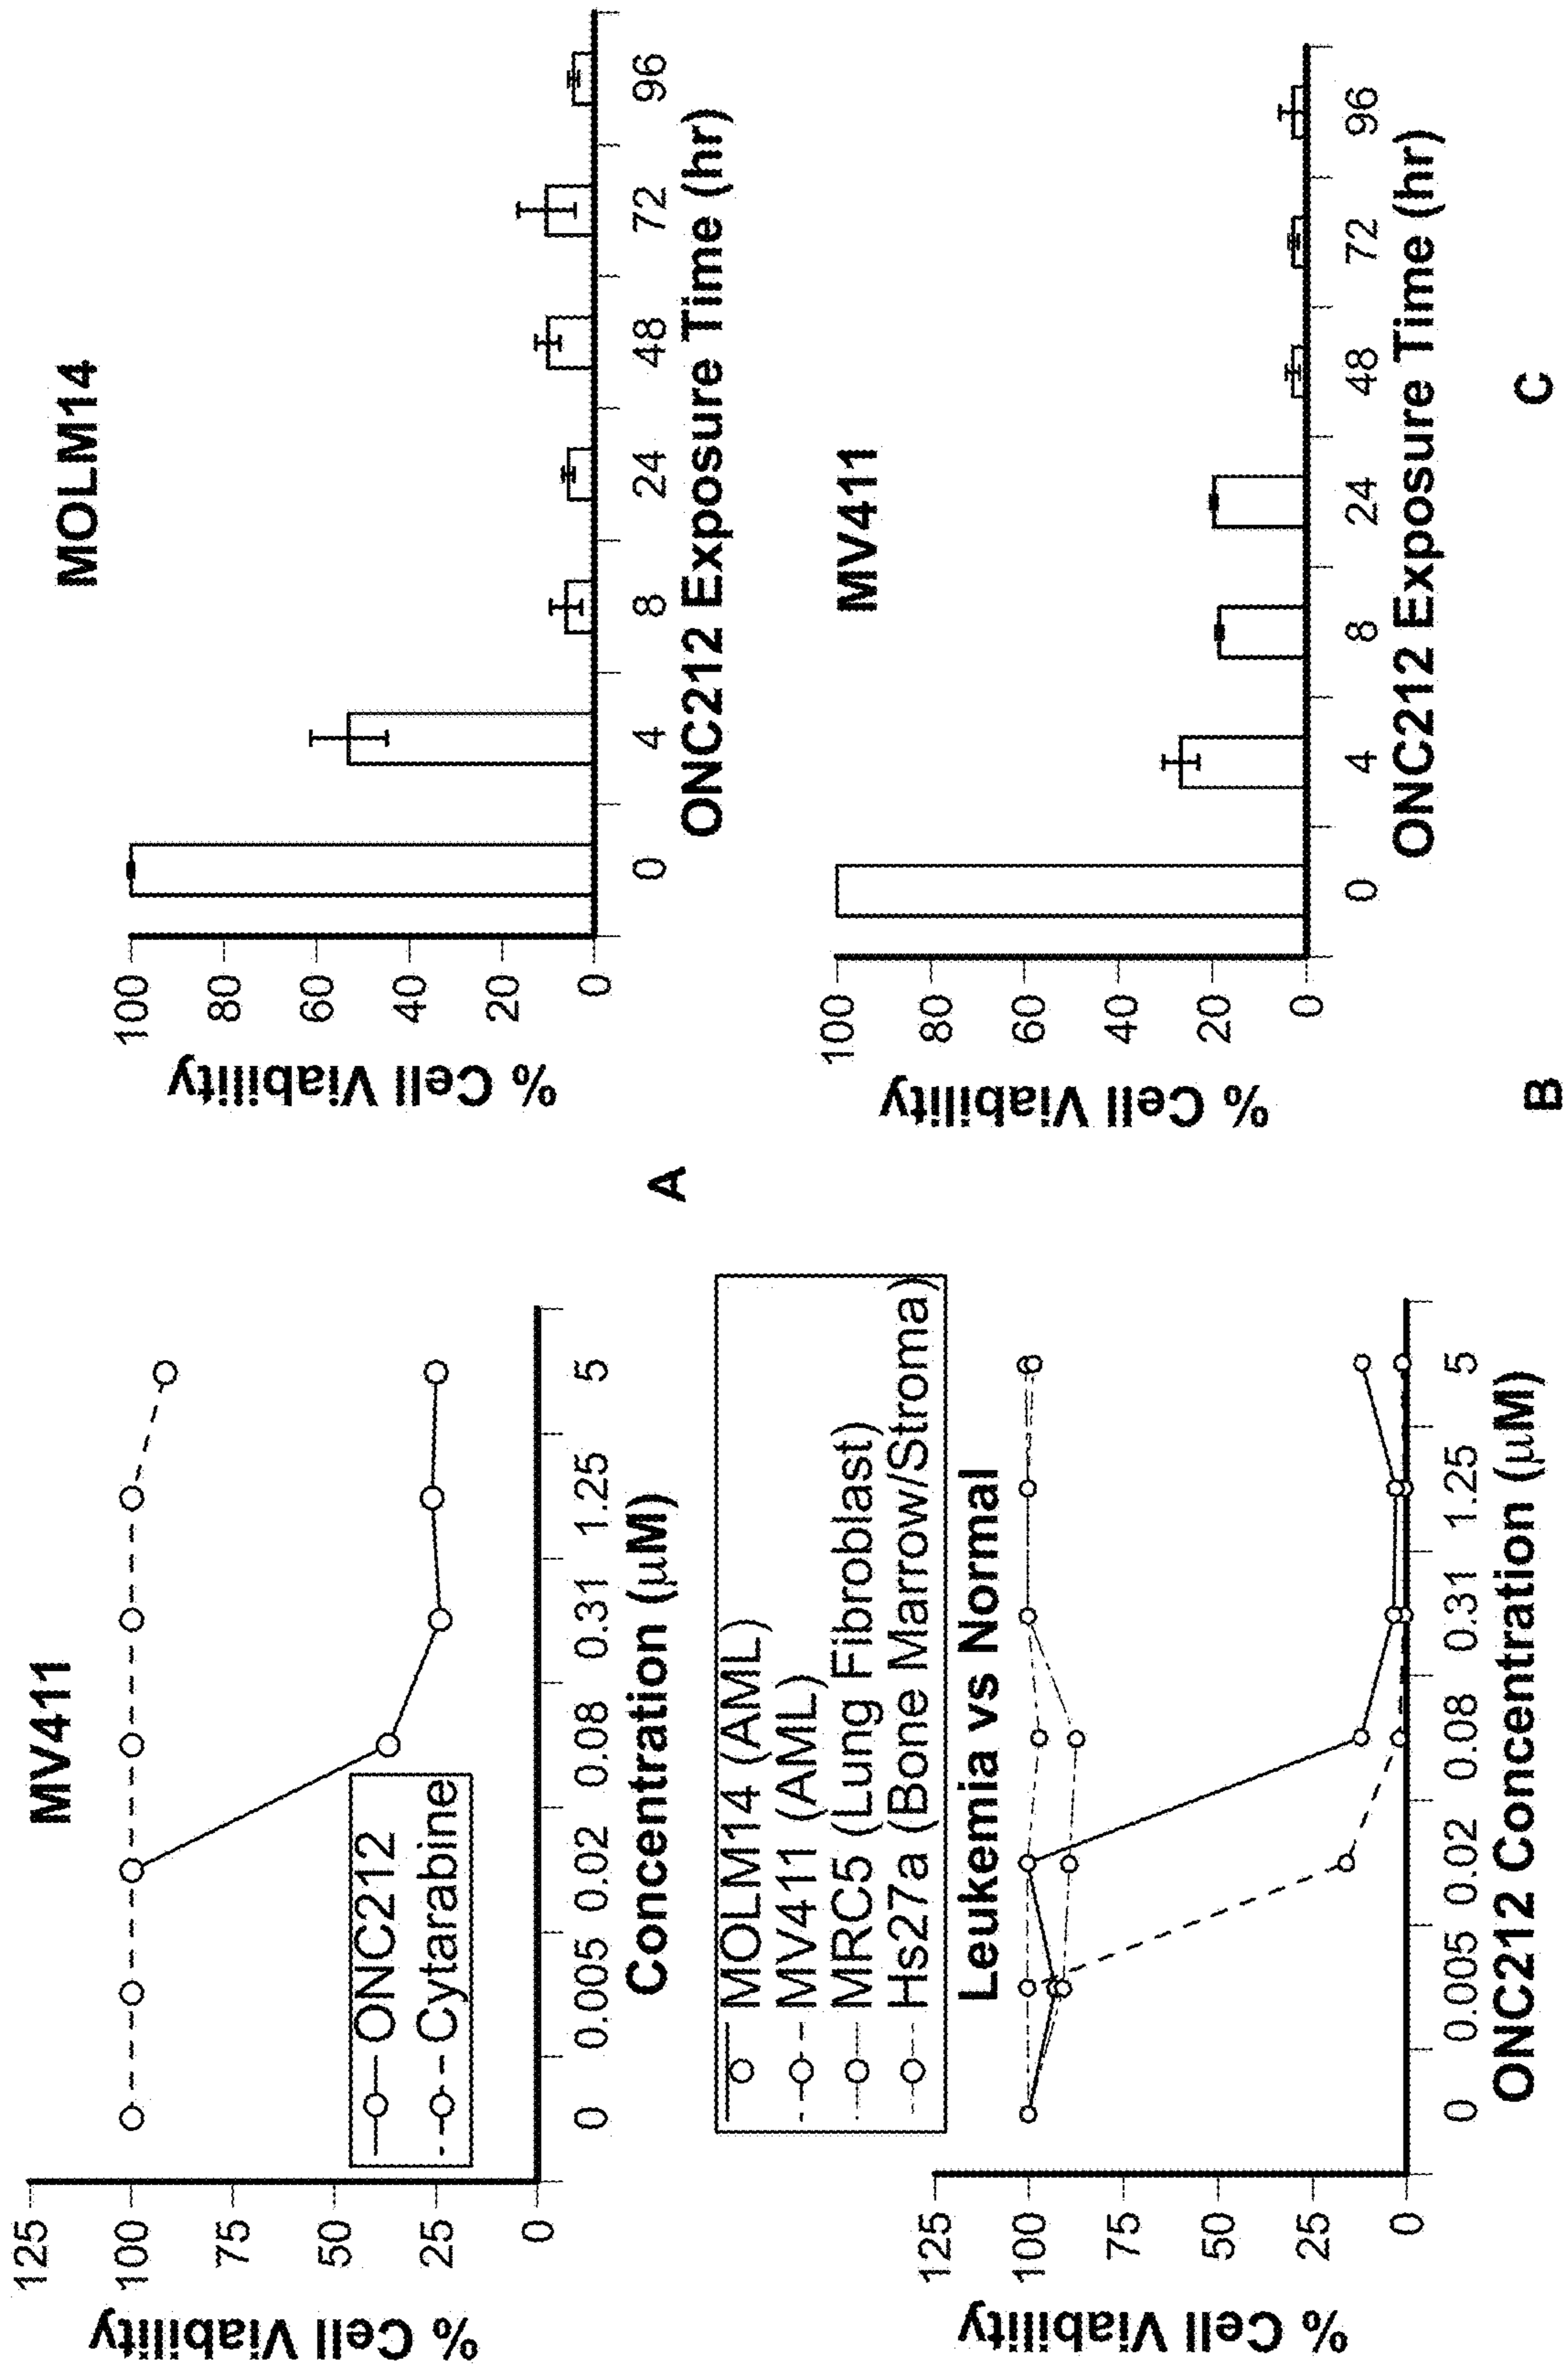 MV411
% Cell Viability
125
100
75
50
25
0
ONC212
Cytarabine
0 0.005 0.02 0.08 0.31 1.25 5
Concentration (µM)
A
MOLM14 (AML)
MV411 (AML)
MRC5 (Lung Fibroblast)
Hs27a (Bone Marrow/Stroma)
Leukemia vs Normal
% Cell Viability
125
100
75
50
25
0
0 0.005 0.02 0.08 0.31 1.25 5
ONC212 Concentration (µM)
B
MOLM14
% Cell Viability
100
80
60
40
20
0
0 4 8 24 48 72 96
ONC212 Exposure Time (hr)
MV411
% Cell Viability
100
80
60
40
20
0
0 4 8 24 48 72 96
ONC212 Exposure Time (hr)
C